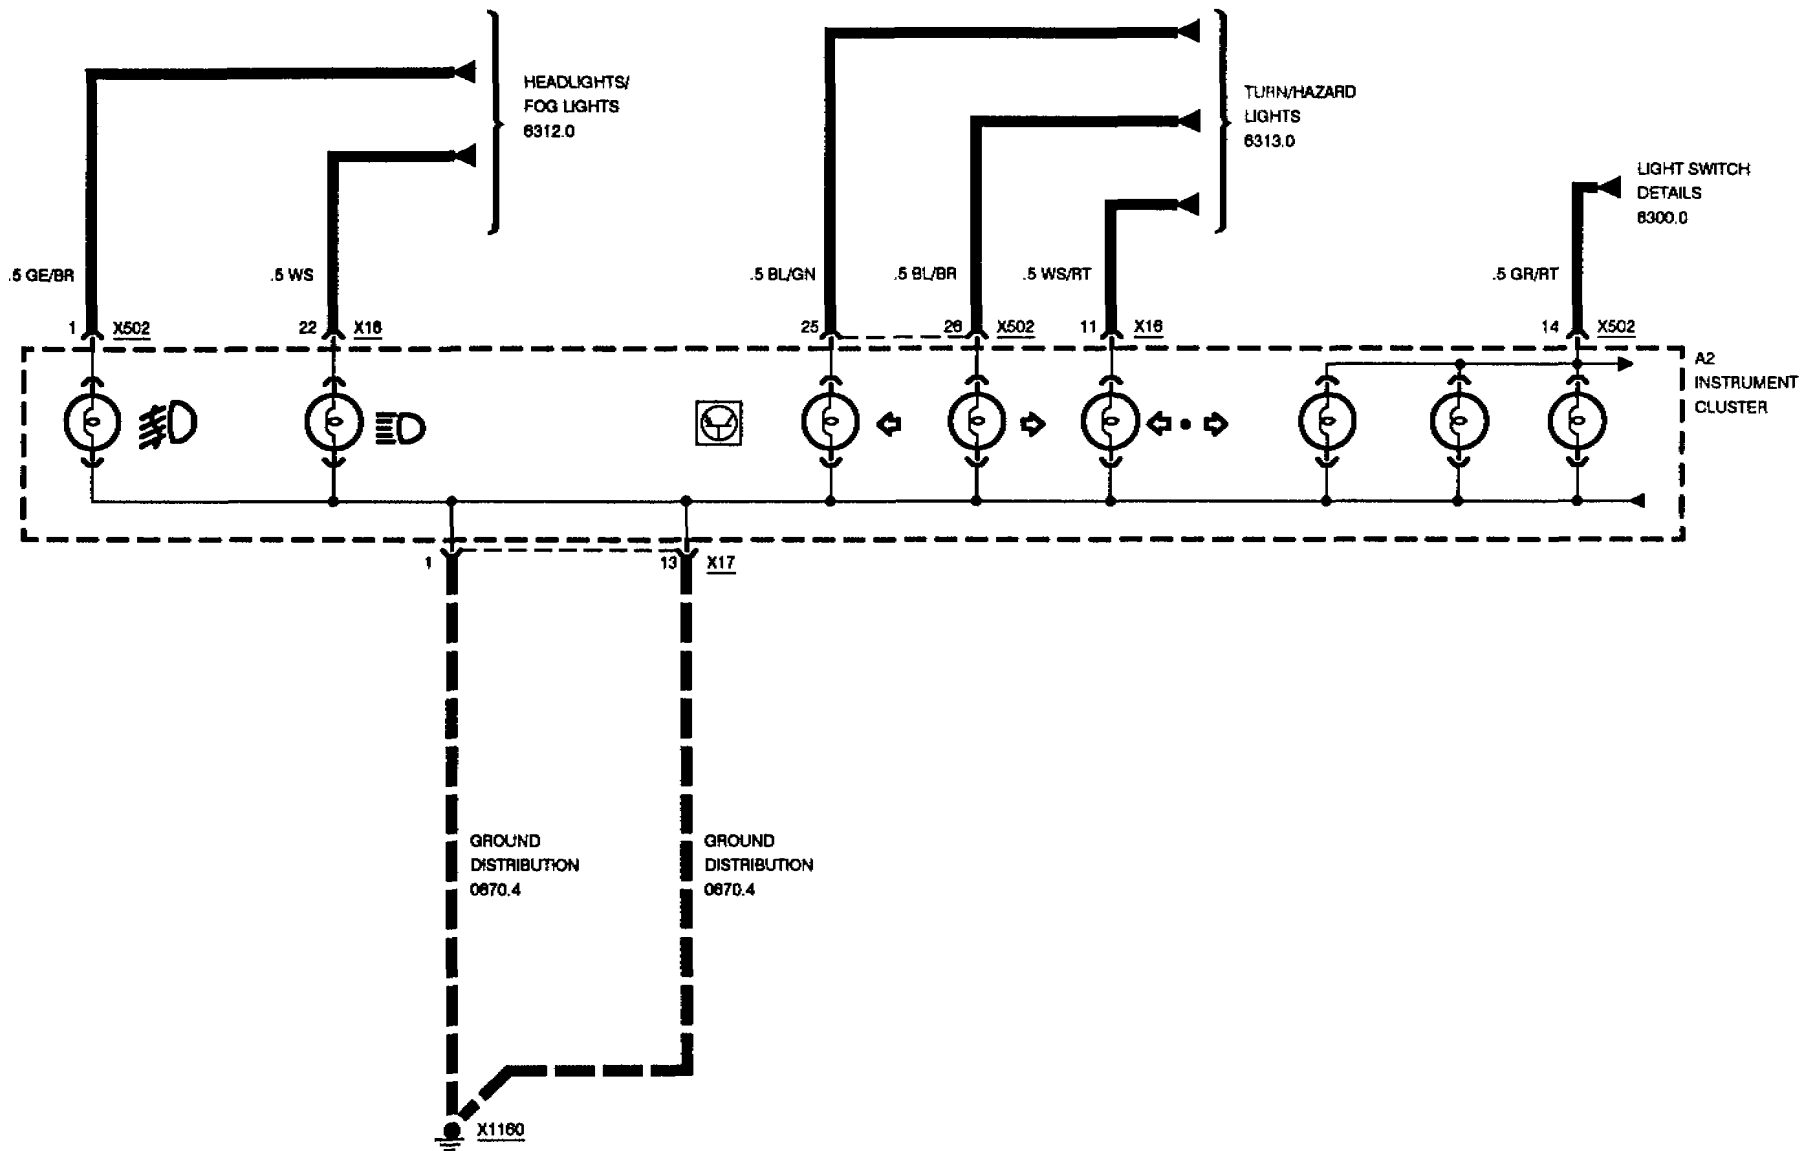 HEADLIGHTS/
FOG LIGHTS
6312.0
TURN/HAZARD
LIGHTS
6313.0
LIGHT SWITCH
DETAILS
6300.0
.5 GE/BR
.5 WS
.5 BL/GN
.5 BL/BR
.5 WS/RT
.5 GR/RT
1 X502
22 X16
25
26 X502
11 X16
14 X502
A2
INSTRUMENT
CLUSTER
1
13 X17
GROUND
DISTRIBUTION
0670.4
GROUND
DISTRIBUTION
0670.4
X1160